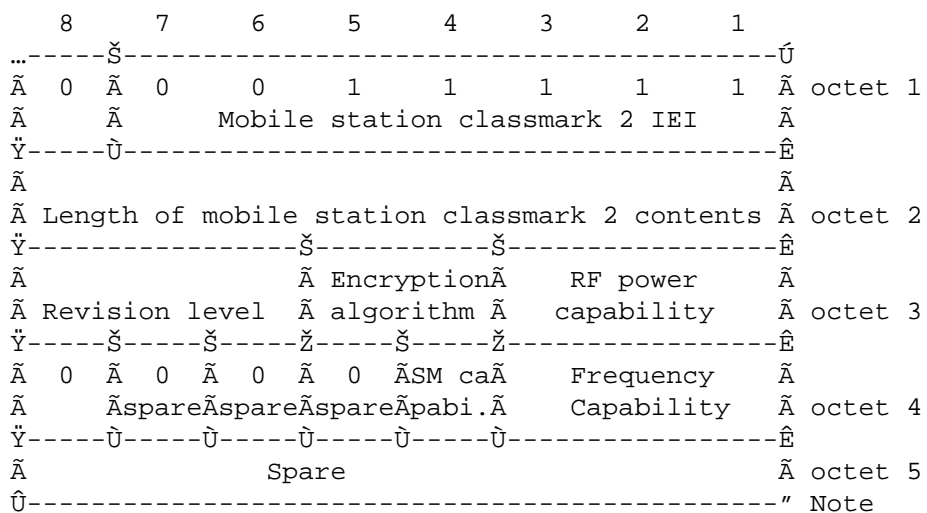 8 7 6 5 4 3 2 1
…-----Š------------------------------------------Ú
Ã 0 Ã 0 0 1 1 1 1 1 Ã octet 1
Ã Ã Mobile station classmark 2 IEI Ã
Ÿ-----Ù------------------------------------------Ê
Ã Ã
Ã Length of mobile station classmark 2 contents Ã octet 2
Ÿ-----------------Š-----------Š-----------------Ê
Ã Ã EncryptionÃ RF power Ã
Ã Revision level Ã algorithm Ã capability Ã octet 3
Ÿ-----Š-----Š-----Ž-----Š-----Ž-----------------Ê
Ã 0 Ã 0 Ã 0 Ã 0 ÃSM caÃ Frequency Ã
Ã ÃspareÃspareÃspareÃpabi.Ã Capability Ã octet 4
Ÿ-----Ù-----Ù-----Ù-----Ù-----Ù-----------------Ê
Ã Spare Ã octet 5
Û------------------------------------------------” Note